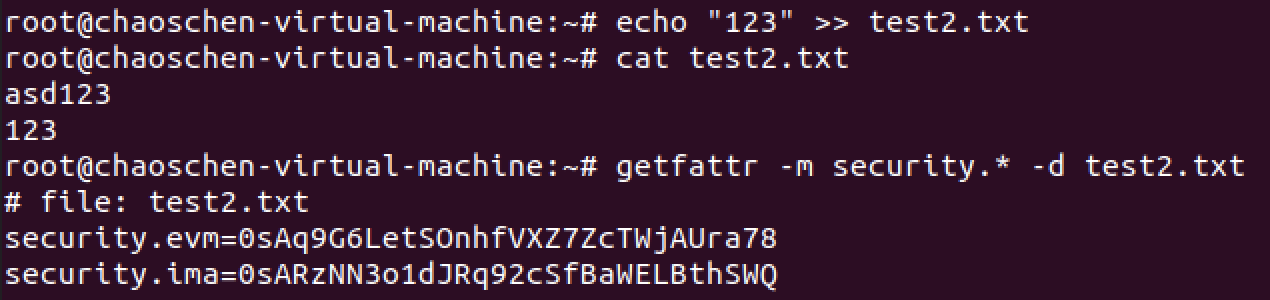 root@chaoschen-virtual-machine:~# echo "123" >> test2.txt
root@chaoschen-virtual-machine:~# cat test2.txt
asd123
123
root@chaoschen-virtual-machine:~# getfattr -m security.* -d test2.txt
# file: test2.txt
security.evm=0sAq9G6LetSOnhfVXZ7ZcTWjAUra78
security.ima=0sARzNN3o1dJRq92cSfBaWELBthSWQ